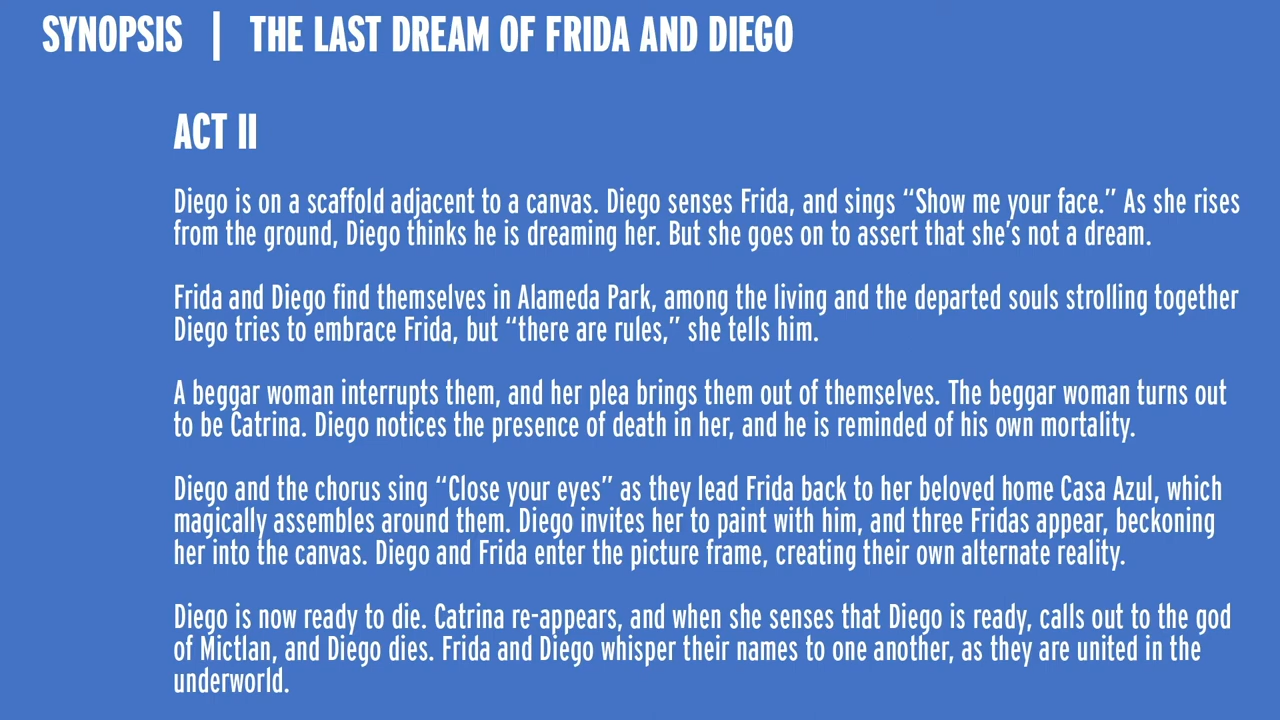 SYNOPSIS | THE LAST DREAM OF FRIDA AND DIEGO
ACT II
Diego is on a scaffold adjacent to a canvas. Diego senses Frida, and sings “Show me your face.” As she rises
from the ground, Diego thinks he is dreaming her. But she goes on to assert that she’s not a dream.
Frida and Diego find themselves in Alameda Park, among the living and the departed souls strolling together
Diego tries to embrace Frida, but “there are rules,” she tells him.
A beggar woman interrupts them, and her plea brings them out of themselves. The beggar woman turns out
to be Catrina. Diego notices the presence of death in her, and he is reminded of his own mortality.
Diego and the chorus sing “Close your eyes” as they lead Frida back to her beloved home Casa Azul, which
magically assembles around them. Diego invites her to paint with him, and three Fridas appear, beckoning
her into the canvas. Diego and Frida enter the picture frame, creating their own alternate reality.
Diego is now ready to die. Catrina re-appears, and when she senses that Diego is ready, calls out to the god
of Mictlan, and Diego dies. Frida and Diego whisper their names to one another, as they are united in the
underworld.